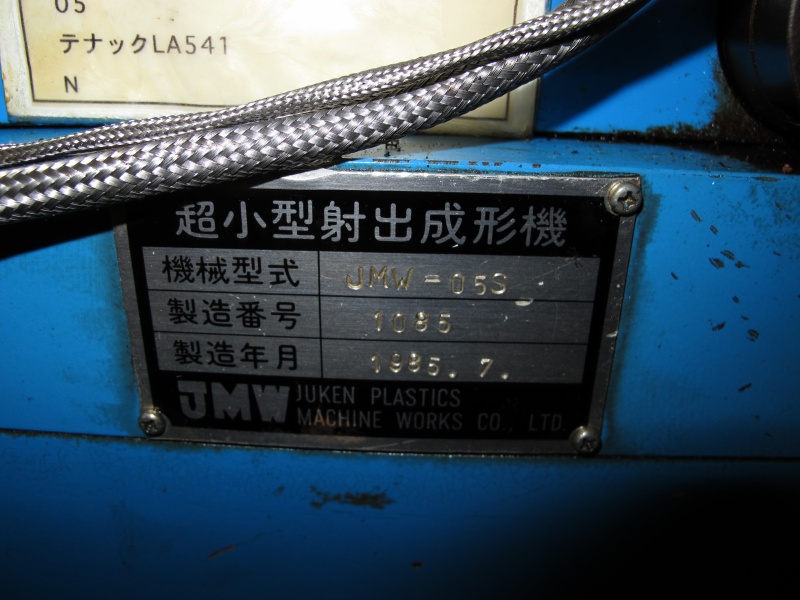 05
テナックLA541
N
超小型射出成形機
機械型式 JMW-05S
製造番号 1085
製造年月 1985.7.
JMW JUKEN PLASTICS
MACHINE WORKS CO., LTD.